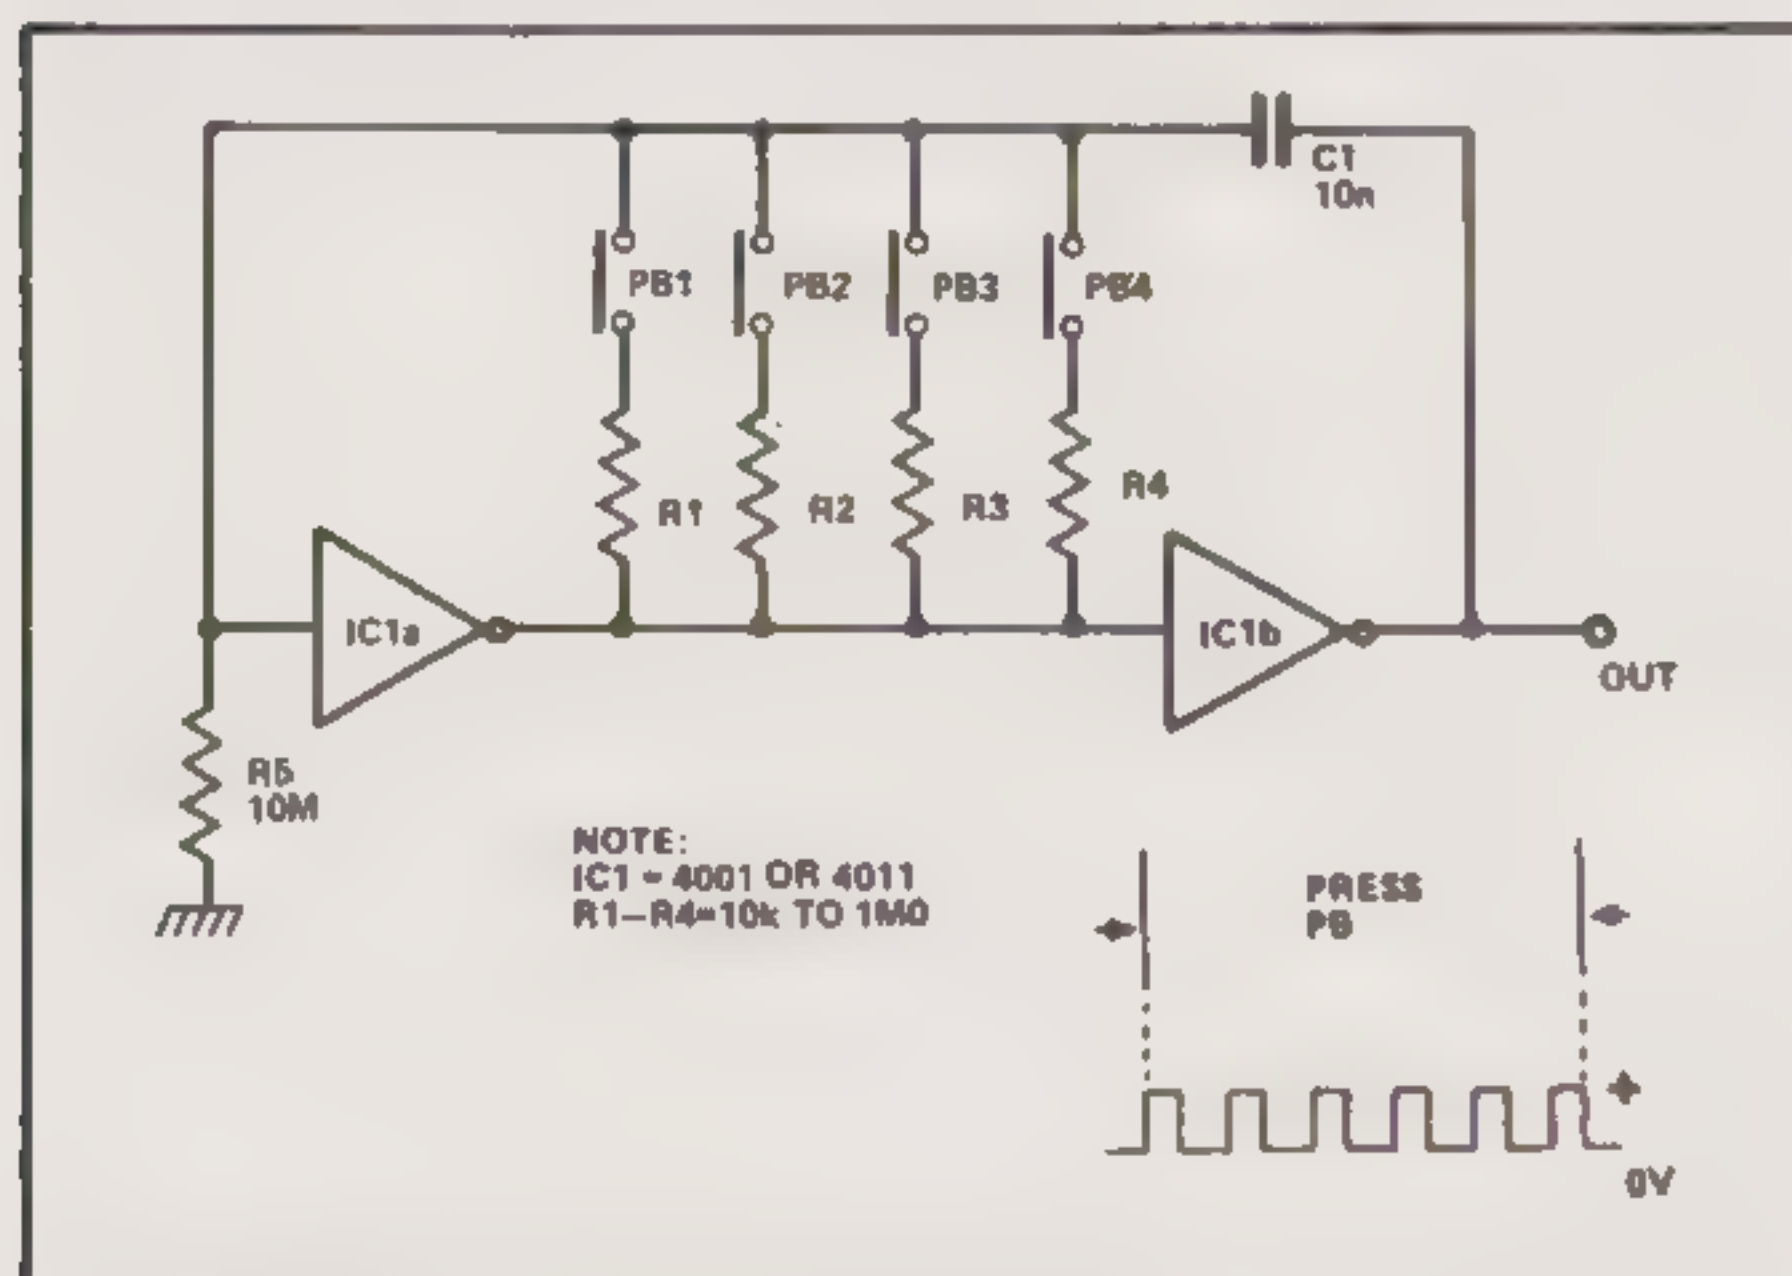 C1
10n
PB1
PB2
PB3
PB4
R1
R2
R3
R4
IC1a
IC1b
OUT
R5
10M
NOTE:
IC1 = 4001 OR 4011
R1-R4=10k TO 1M0
PRESS
PB
+
0V